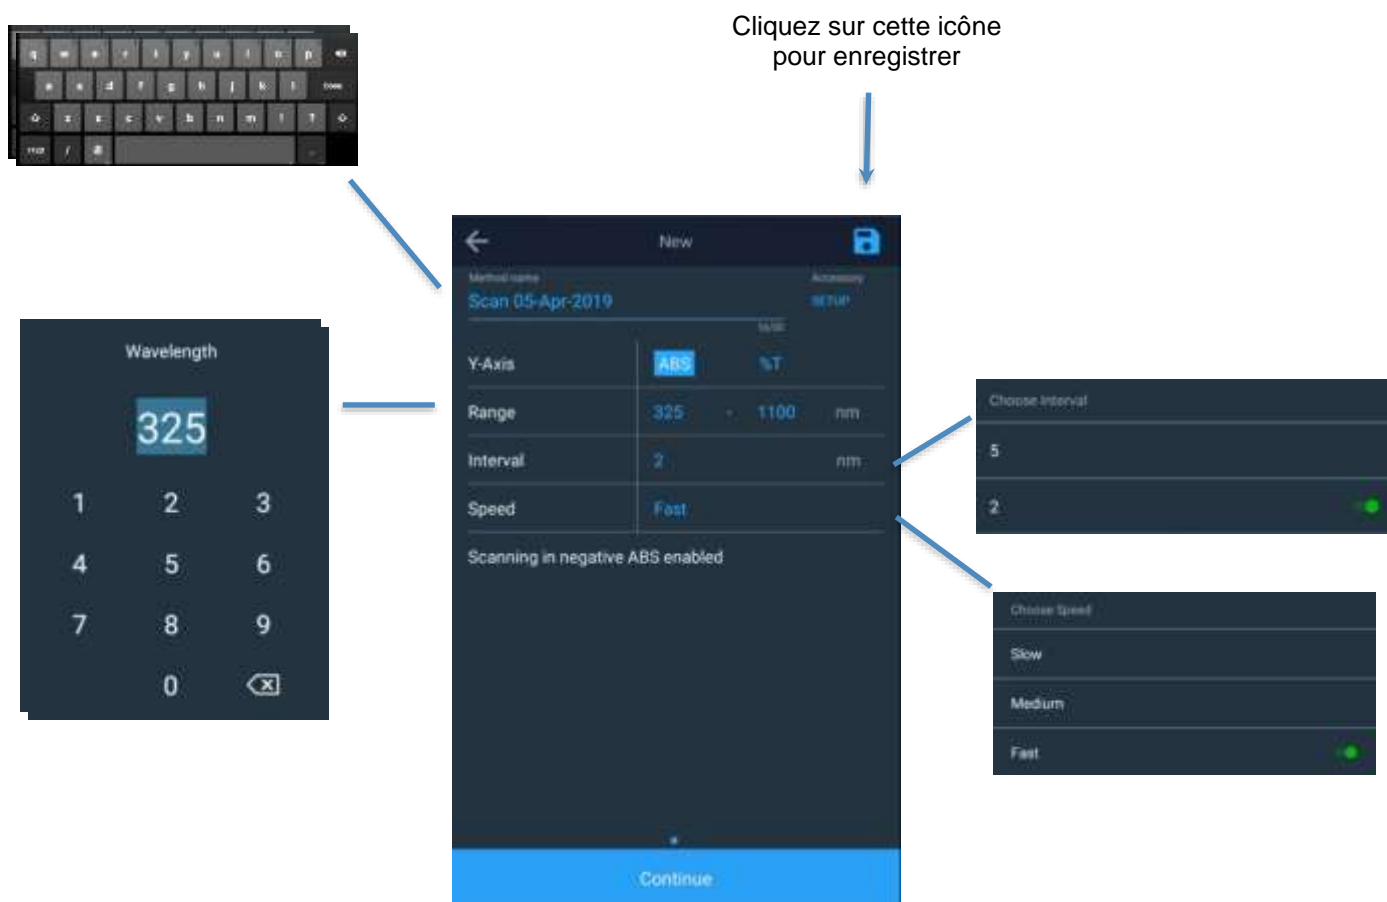 Cliquez sur cette icône
pour enregistrer
q w e r t y u i o p
a s d f g h j k l
z x c v b n m ! ?
/
New
Method name
Accessory
Scan 05-Apr-2019
SETUP
Y-Axis ABS %T
Range 325 - 1100 nm
Interval 2 nm
Speed Fast
Scanning in negative ABS enabled
Continue
Wavelength
325
1 2 3
4 5 6
7 8 9
0
Choose Interval
5
2
Choose Speed
Slow
Medium
Fast